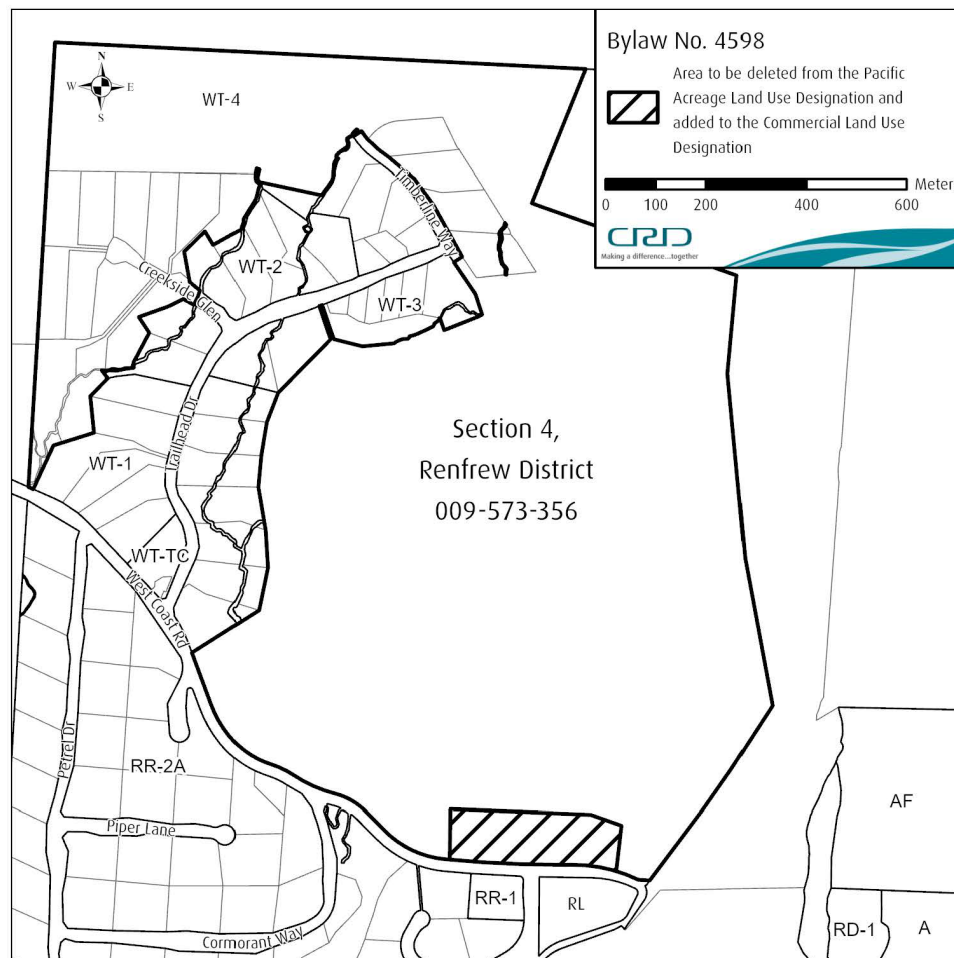 Bylaw No. 4598
Area to be deleted from the Pacific
Acreage Land Use Designation and
added to the Commercial Land Use
Designation
Meter
0 100 200 400 600
CRD
Making a difference...together
N
W E
S
WT-4
Timberline Way
WT-2
Creekside Glen
WT-3
Trailhead Dr
Section 4,
Renfrew District
009-573-356
WT-1
WT-TC
West Coast Rd
Petrel Dr
RR-2A
Piper Lane
AF
RR-1
RL
RD-1
A
Cormorant Way